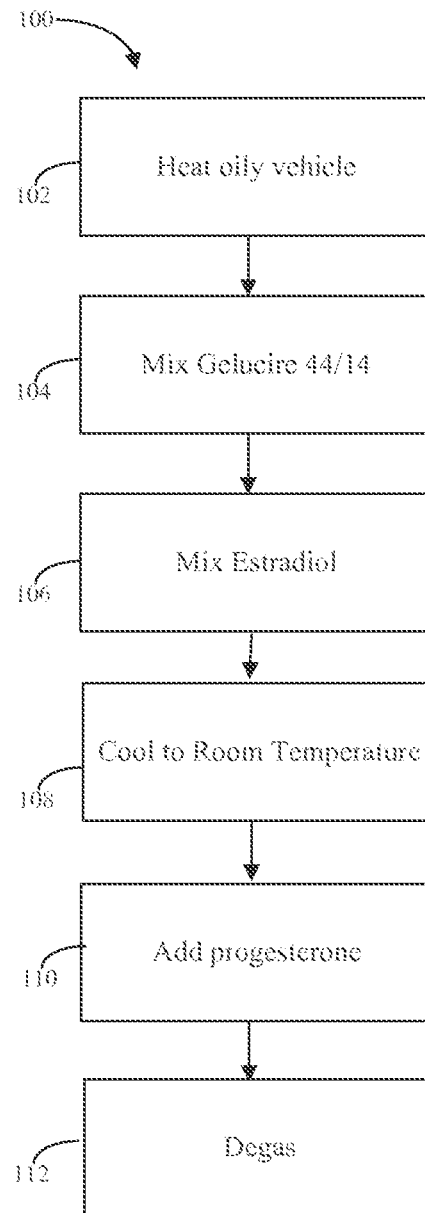 100
Heat oily vehicle
102
Mix Gelucire 44/14
104
Mix Estradiol
106
Cool to Room Temperature
108
Add progesterone
110
Degas
112